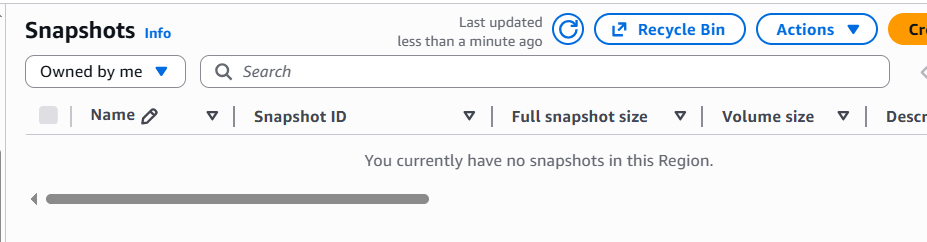 Snapshots Info
Last updated
less than a minute ago
Recycle Bin
Actions
Cr
Owned by me
Search
Name
Snapshot ID
Full snapshot size
Volume size
Descr
You currently have no snapshots in this Region.